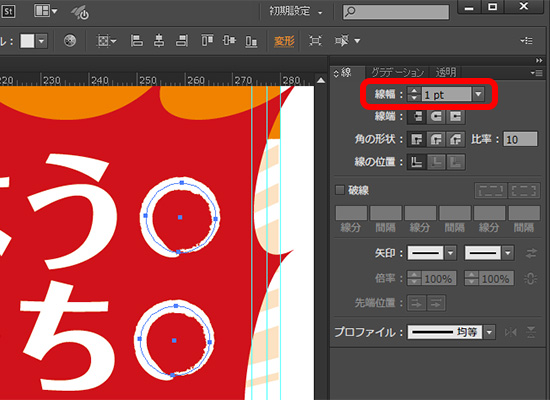 St 初期設定
ル: 変形
220 230 240 250 260 270 280
線 グラデーション 透明
線幅: 1 pt
線端:
角の形状: 比率: 10
線の位置:
破線
線分 間隔 線分 間隔 線分 間隔
矢印:
倍率: 100% 100%
先端位置:
プロファイル: 均等
よう
ち